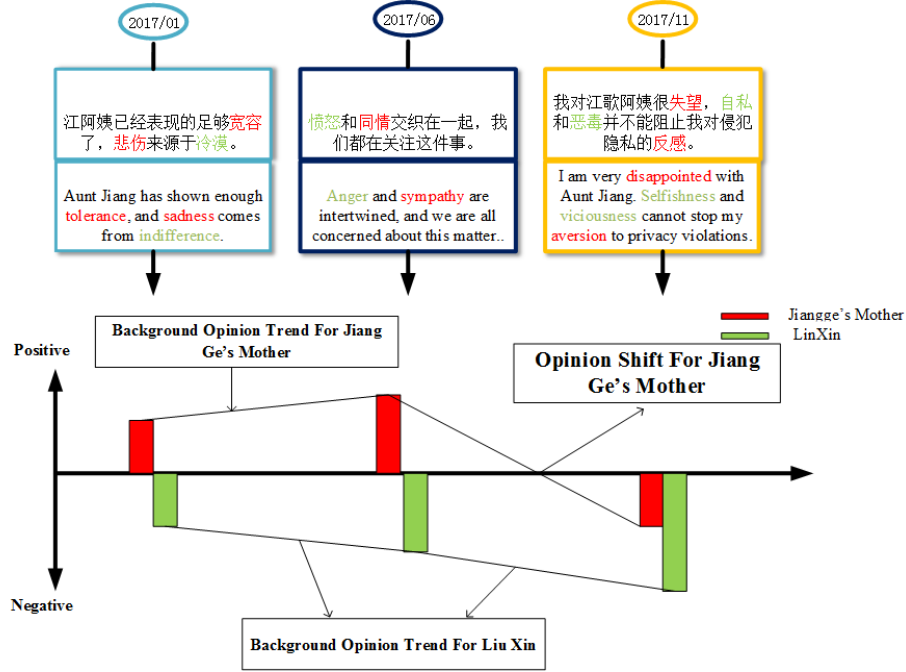 2017/01
2017/06
2017/11
江阿姨已经表现的足够宽容
了，悲伤来源于冷漠。
愤怒和同情交织在一起，我
们都在关注这件事。
我对江歌阿姨很失望，自私
和恶毒并不能阻止我对侵犯
隐私的反感。
Aunt Jiang has shown enough
tolerance, and sadness comes
from indifference.
Anger and sympathy are
intertwined, and we are all
concerned about this matter..
I am very disappointed with
Aunt Jiang. Selfishness and
viciousness cannot stop my
aversion to privacy violations.
Jiangge's Mother
LinXin
Background Opinion Trend For Jiang
Ge's Mother
Opinion Shift For Jiang
Ge's Mother
Positive
Negative
Background Opinion Trend For Liu Xin